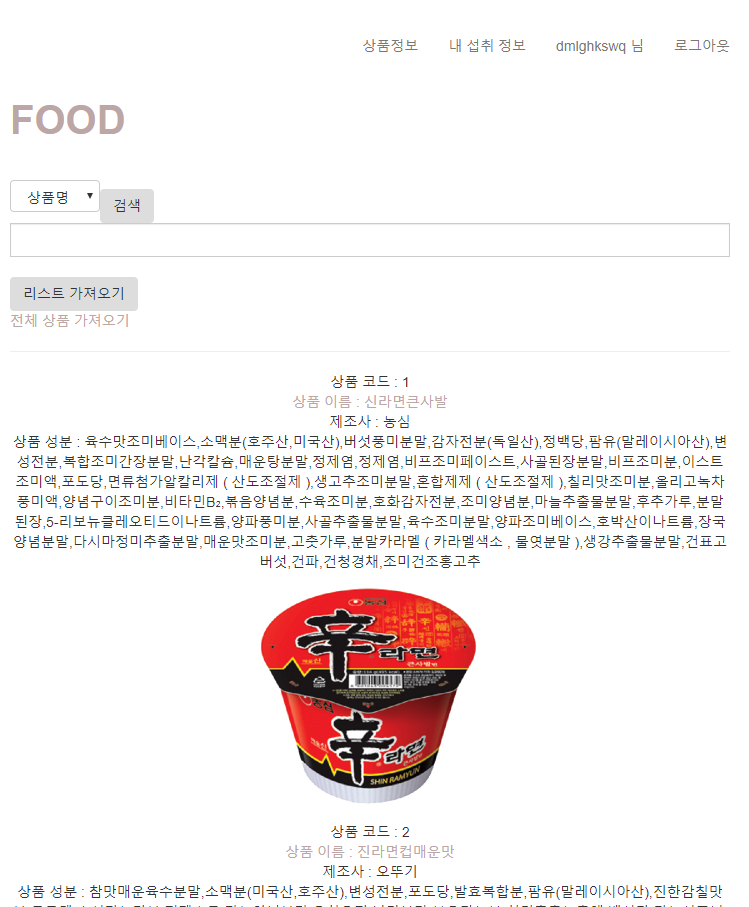 상품정보 내 섭취 정보 dmlghkswq 님 로그아웃
FOOD
상품명 검색
리스트 가져오기
전체 상품 가져오기
상품 코드 : 1
상품 이름 : 신라면큰사발
제조사 : 농심
상품 성분 : 육수맛조미베이스,소맥분(호주산,미국산),버섯풍미분말,감자전분(독일산),정백당,팜유(말레이시아산),변
성전분,복합조미간장분말,난각칼슘,매운탕분말,정제염,정제염,비프조미페이스트,사골된장분말,비프조미분,이스트
조미액,포도당,면류첨가알칼리제 ( 산도조절제 ),생고추조미분말,혼합제제 ( 산도조절제 ),칠리맛조미분,올리고녹차
풍미액,양념구이조미분,비타민B₂,볶음양념분,수육조미분,호화감자전분,조미양념분,마늘추출물분말,후추가루,분말
된장,5-리보뉴클레오티드이나트륨,양파풍미분,사골추출물분말,육수조미분말,양파조미베이스,호박산이나트륨,장국
양념분말,다시마정미추출분말,매운맛조미분,고춧가루,분말카라멜 ( 카라멜색소 , 물엿분말 ),생강추출물분말,건표고
버섯,건파,건청경채,조미건조홍고추
농심
辛라면
큰사발
농심
辛라면
SHIN RAMYUN
상품 코드 : 2
상품 이름 : 진라면컵매운맛
제조사 : 오뚜기
상품 성분 : 참맛매운육수분말,소맥분(미국산,호주산),변성전분,포도당,발효복합분,팜유(말레이시아산),진한감칠맛